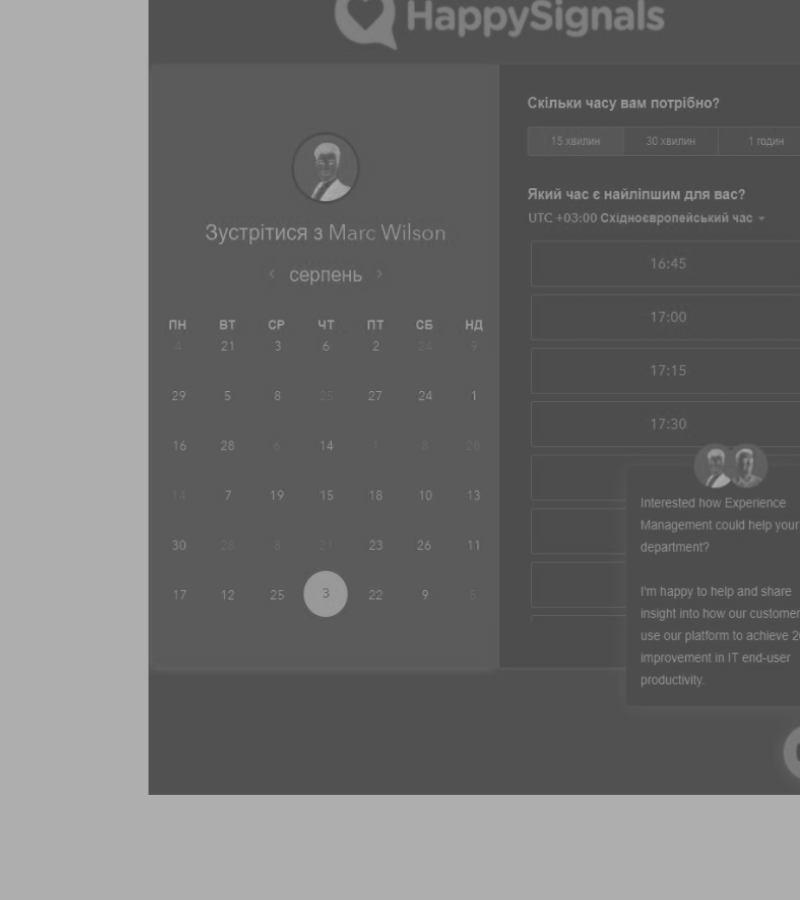 HappySignals
Зустрітися з Marc Wilson
‹ серпень ›
ПН ВТ СР ЧТ ПТ СБ НД
4 21 3 6 2 24 9
29 5 8 25 27 24 1
16 28 6 14 1 8 26
14 7 19 15 18 10 13
30 28 8 21 23 26 11
17 12 25 3 22 9 5
Скільки часу вам потрібно?
15 хвилин 30 хвилин 1 годин
Який час є найліпшим для вас?
UTC +03:00 Східноєвропейський час
16:45
17:00
17:15
17:30
Interested how Experience
Management could help your
department?
I'm happy to help and share
insight into how our customer
use our platform to achieve
improvement in IT end-user
productivity.